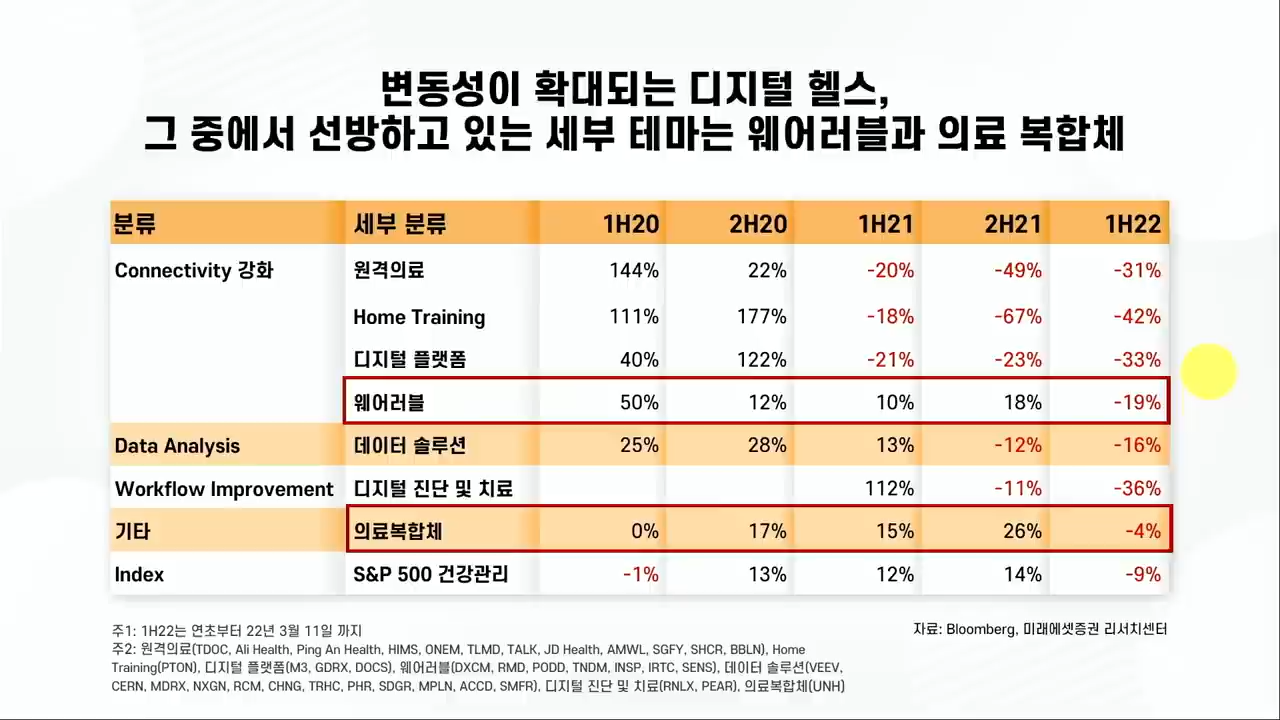 변동성이 확대되는 디지털 헬스,
그 중에서 선방하고 있는 세부 테마는 웨어러블과 의료 복합체
분류 세부 분류 1H20 2H20 1H21 2H21 1H22
Connectivity 강화 원격의료 144% 22% -20% -49% -31%
Home Training 111% 177% -18% -67% -42%
디지털 플랫폼 40% 122% -21% -23% -33%
웨어러블 50% 12% 10% 18% -19%
Data Analysis 데이터 솔루션 25% 28% 13% -12% -16%
Workflow Improvement 디지털 진단 및 치료 112% -11% -36%
기타 의료복합체 0% 17% 15% 26% -4%
Index S&P 500 건강관리 -1% 13% 12% 14% -9%
주1: 1H22는 연초부터 22년 3월 11일 까지
자료: Bloomberg, 미래에셋증권 리서치센터
주2: 원격의료(TDOC, Ali Health, Ping An Health, HIMS, ONEM, TLMD, TALK, JD Health, AMWL, SGFY, SHCR, BBLN), Home
Training(PTON), 디지털 플랫폼(M3, GDRX, DOCS), 웨어러블(DXCM, RMD, PODD, TNDM, INSP, IRTC, SENS), 데이터 솔루션(VEEV,
CERN, MDRX, NXGN, RCM, CHNG, TRHC, PHR, SDGR, MPLN, ACCD, SMFR), 디지털 진단 및 치료(RNLX, PEAR), 의료복합체(UNH)